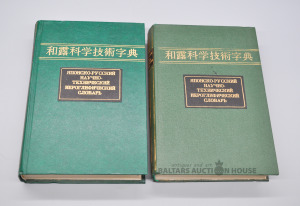 和露科学技術字典
ЯПОНСКО-РУССКИЙ
НАУЧНО-
ТЕХНИЧЕСКИЙ
ИЕРОГЛИФИЧЕСКИЙ
СЛОВАРЬ
和露科学技術字典
ЯПОНСКО-РУССКИЙ
НАУЧНО-
ТЕХНИЧЕСКИЙ
ИЕРОГЛИФИЧЕСКИЙ
СЛОВАРЬ
BALTARS AUCTION HOUSE